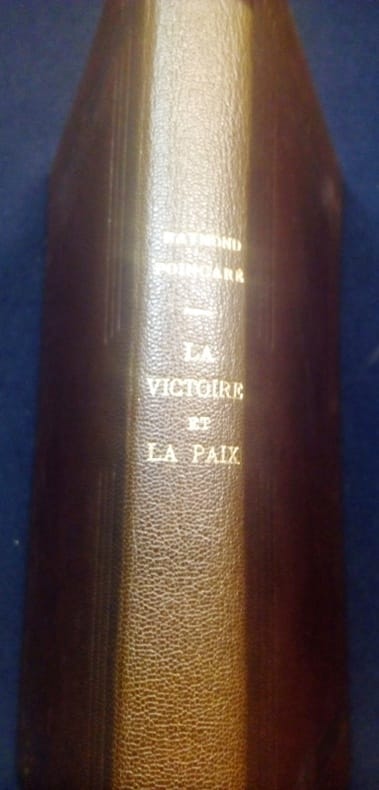 RAYMOND
POINCARÉ
LA
VICTOIRE
ET
LA PAIX